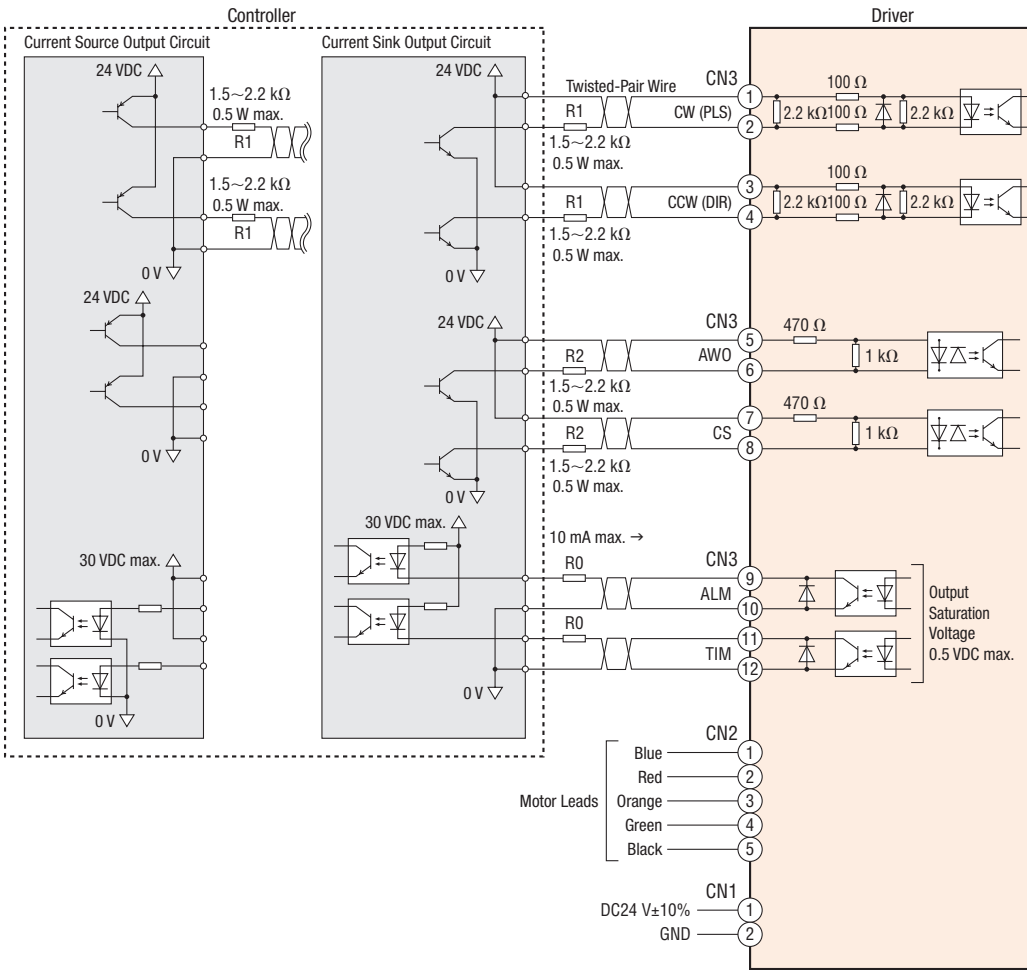 Controller
Driver
Current Source Output Circuit
Current Sink Output Circuit
24 VDC
1.5~2.2 kΩ
0.5 W max.
R1
1.5~2.2 kΩ
0.5 W max.
R1
0 V
24 VDC
0 V
30 VDC max.
0 V
24 VDC
Twisted-Pair Wire
CN3
R1
CW (PLS)
1.5~2.2 kΩ
0.5 W max.
1
2
100 Ω
2.2 kΩ
100 Ω
2.2 kΩ
R1
CCW (DIR)
1.5~2.2 kΩ
0.5 W max.
3
4
100 Ω
2.2 kΩ
100 Ω
2.2 kΩ
0 V
24 VDC
CN3
R2
AWO
1.5~2.2 kΩ
0.5 W max.
5
6
470 Ω
1 kΩ
R2
CS
1.5~2.2 kΩ
0.5 W max.
7
8
470 Ω
1 kΩ
0 V
30 VDC max.
10 mA max. →
CN3
R0
ALM
9
10
R0
TIM
11
12
0 V
Output
Saturation
Voltage
0.5 VDC max.
CN2
Motor Leads
Blue 1
Red 2
Orange 3
Green 4
Black 5
CN1
DC24 V±10% 1
GND 2